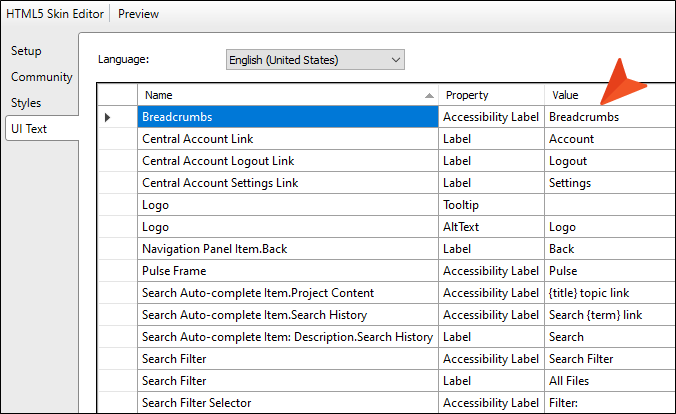 HTML5 Skin Editor Preview
Setup
Community
Styles
UI Text
Language: English (United States)
Name Property Value
Breadcrumbs Accessibility Label Breadcrumbs
Central Account Link Label Account
Central Account Logout Link Label Logout
Central Account Settings Link Label Settings
Logo Tooltip
Logo AltText Logo
Navigation Panel Item.Back Label Back
Pulse Frame Accessibility Label Pulse
Search Auto-complete Item.Project Content Accessibility Label {title} topic link
Search Auto-complete Item.Search History Accessibility Label Search {term} link
Search Auto-complete Item: Description.Search History Label Search
Search Filter Accessibility Label Search Filter
Search Filter Label All Files
Search Filter Selector Accessibility Label Filter: